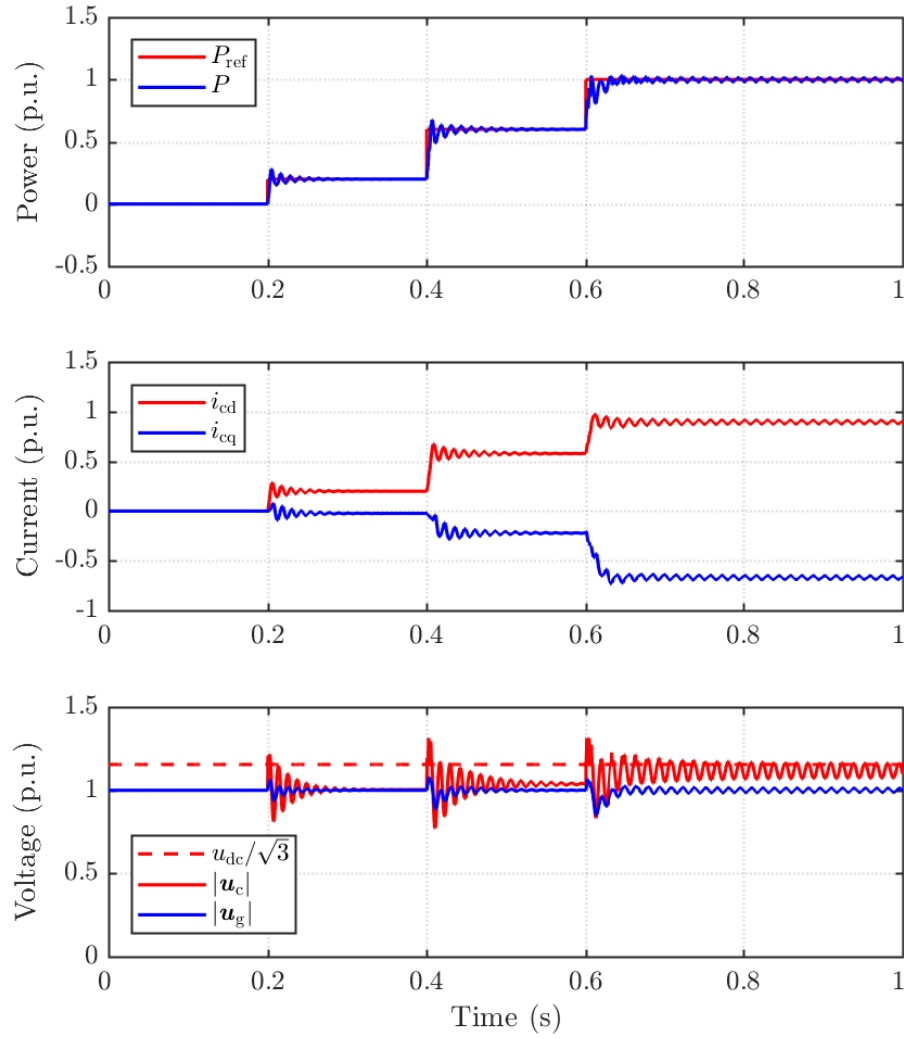 1.5
1
0.5
0
-0.5
Power (p.u.)
P_ref
P
0 0.2 0.4 0.6 0.8 1
1.5
1
0.5
0
-0.5
-1
Current (p.u.)
i_cd
i_cq
0 0.2 0.4 0.6 0.8 1
1.5
1
0.5
0
Voltage (p.u.)
u_dc/√3
|u_c|
|u_g|
0 0.2 0.4 0.6 0.8 1
Time (s)